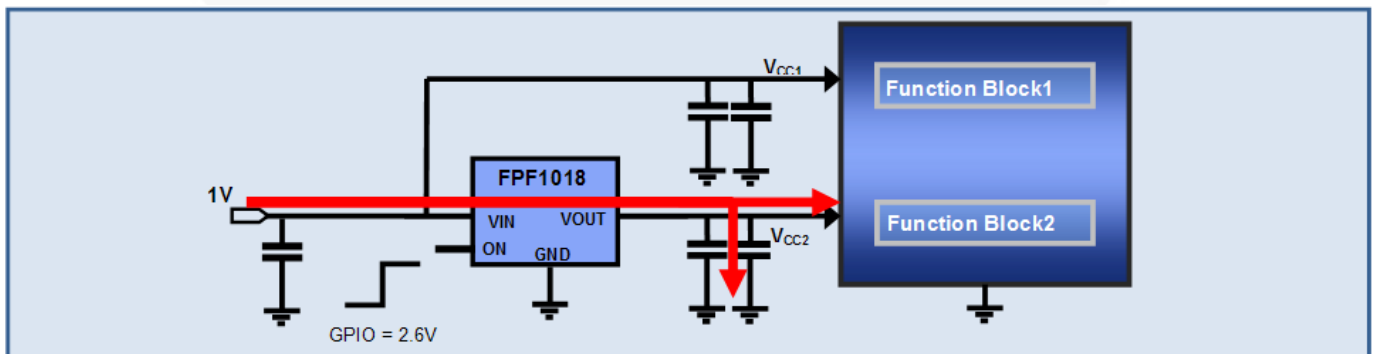 VCC1
Function Block1
FPF1018
1V
VIN
VOUT
ON
GND
VCC2
Function Block2
GPIO = 2.6V